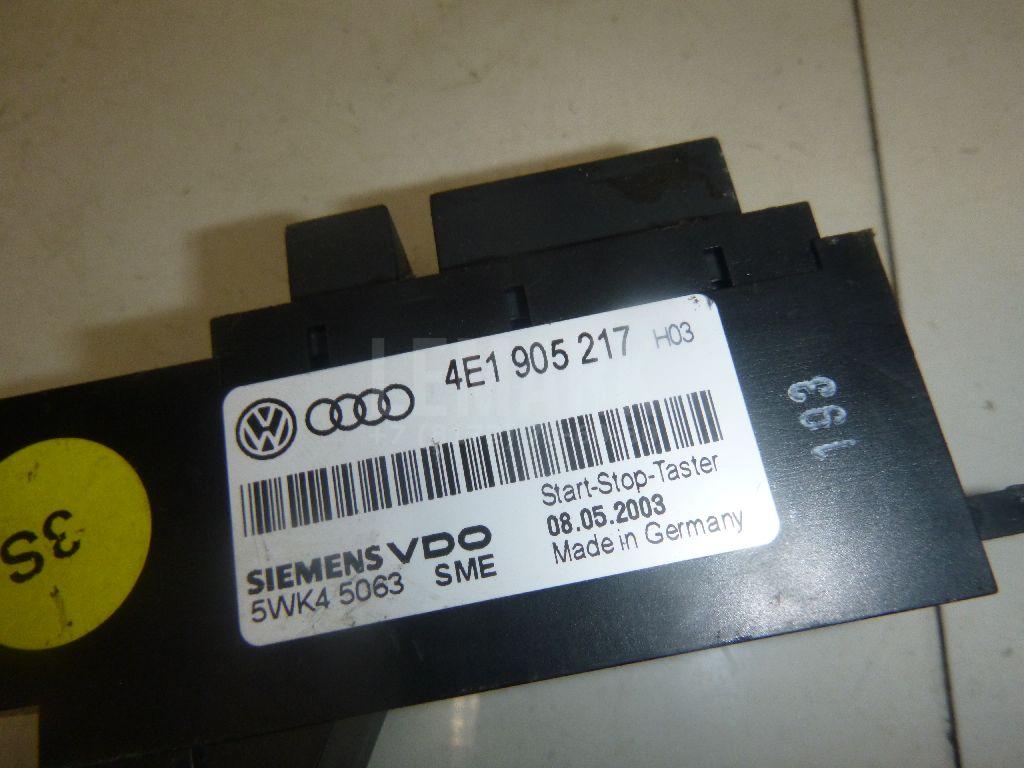 4E1 905 217 H03
Start-Stop-Taster
08.05.2003
Made in Germany
SIEMENS VDO
5WK4 5063 SME
193
3S